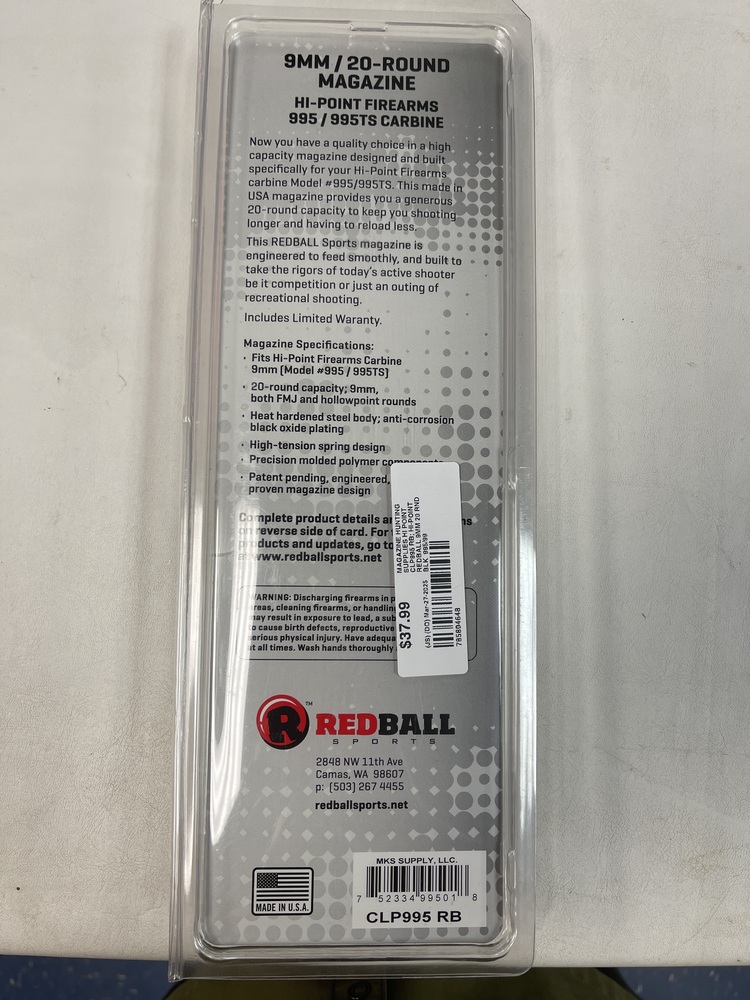 9MM / 20-ROUND
MAGAZINE
HI-POINT FIREARMS
995 / 995TS CARBINE
Now you have a quality choice in a high
capacity magazine designed and built
specifically for your Hi-Point Firearms
carbine Model #995/995TS. This made in
USA magazine provides you a generous
20-round capacity to keep you shooting
longer and having to reload less.
This REDBALL Sports magazine is
engineered to feed smoothly, and built to
take the rigors of today's active shooter
be it competition or just an outing of
recreational shooting.
Includes Limited Waranty.
Magazine Specifications:
· Fits Hi-Point Firearms Carbine
9mm (Model #995 / 995TS)
· 20-round capacity; 9mm,
both FMJ and hollowpoint rounds
· Heat hardened steel body; anti-corrosion
black oxide plating
· High-tension spring design
· Precision molded polymer components
· Patent pending, engineered,
proven magazine design
Complete product details
on reverse side of card. For
products and updates, go to
www.redballsports.net
WARNING: Discharging firearms in
areas, cleaning firearms, or
may result in exposure to lead, a
to cause birth defects, reproductive
serious physical injury. Have
at all times. Wash hands thoroughly
MAGAZINE HUNTING
SUPPLIES HI POINT
CLP995 RB; HI-POINT
REDBALL 9MM 20 RND
BLK 995/99
$37.99
(JS) (DO) Mar-27-2025
785804648
R™ REDBALL
SPORTS
2848 NW 11th Ave
Camas, WA 98607
p: (503) 267 4455
redballsports.net
MADE IN U.S.A.
MKS SUPPLY, LLC.
7 52334 99501 8
CLP995 RB